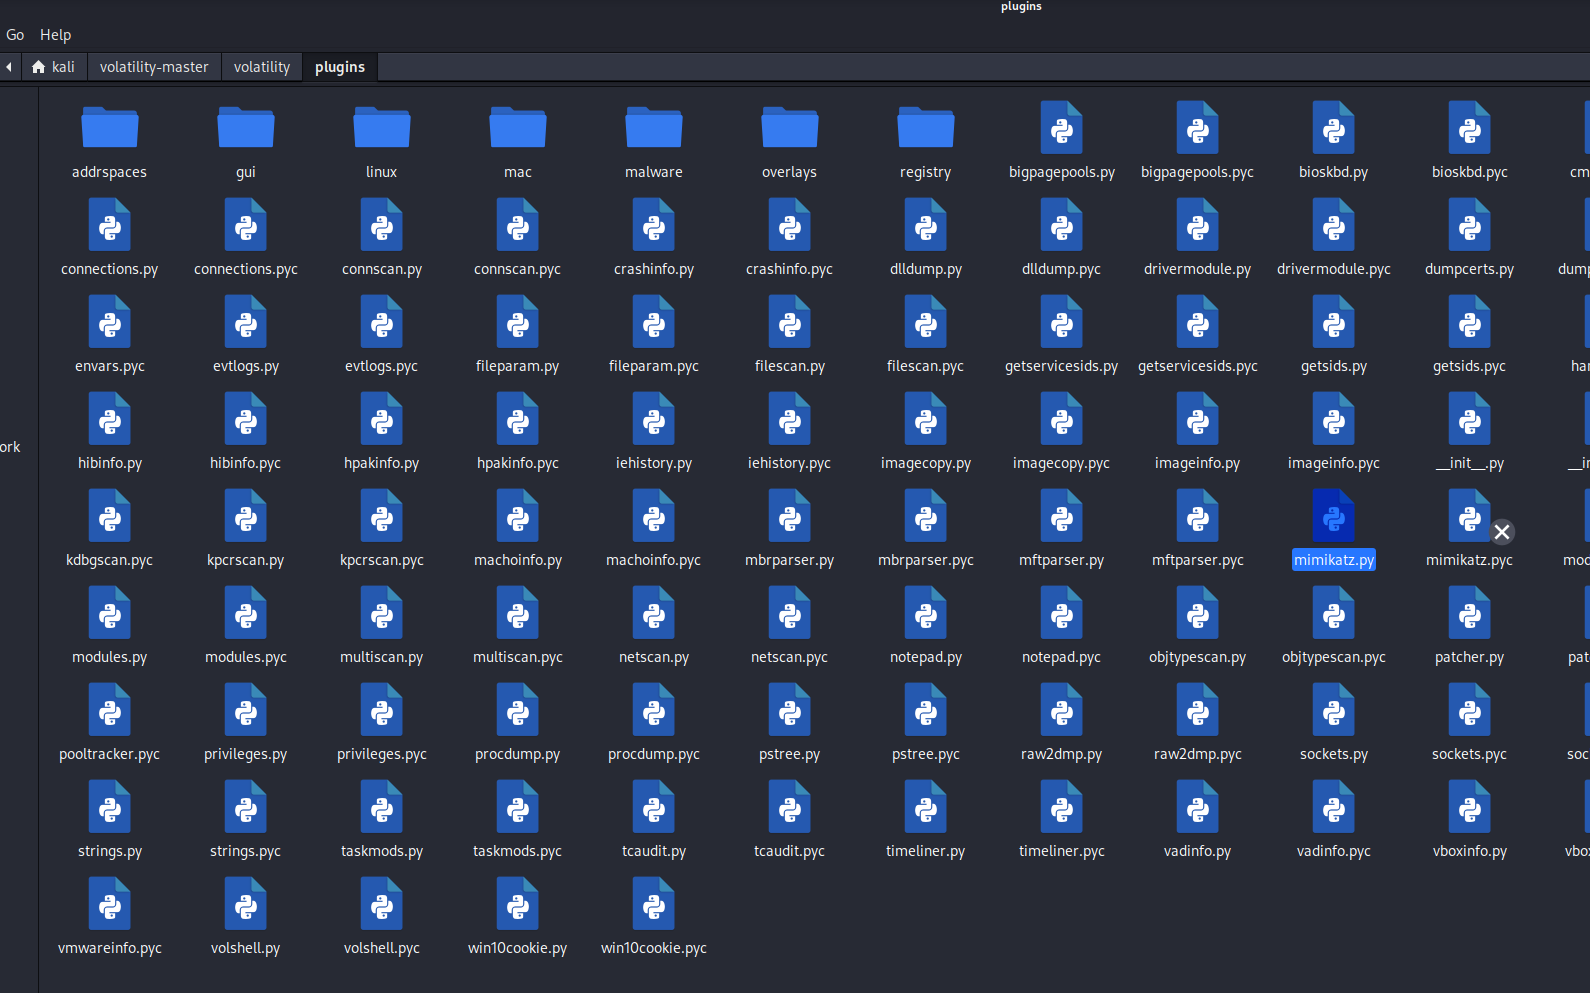 plugins
Go Help
kali volatility-master volatility plugins
addrspaces gui linux mac malware overlays registry bigpagepools.py bigpagepools.pyc bioskbd.py bioskbd.pyc cm
connections.py connections.pyc connscan.py connscan.pyc crashinfo.py crashinfo.pyc dlldump.py dlldump.pyc drivermodule.py drivermodule.pyc dumpcerts.py dump
envars.pyc evtlogs.py evtlogs.pyc fileparam.py fileparam.pyc filescan.py filescan.pyc getservicesids.py getservicesids.pyc getsids.py getsids.pyc har
ork
hibinfo.py hibinfo.pyc hpakinfo.py hpakinfo.pyc iehistory.py iehistory.pyc imagecopy.py imagecopy.pyc imageinfo.py imageinfo.pyc __init__.py __ir
kdbgscan.pyc kpcrscan.py kpcrscan.pyc machoinfo.py machoinfo.pyc mbrparser.py mbrparser.pyc mftparser.py mftparser.pyc mimikatz.py mimikatz.pyc mod
modules.py modules.pyc multiscan.py multiscan.pyc netscan.py netscan.pyc notepad.py notepad.pyc objtypescan.py objtypescan.pyc patcher.py pat
pooltracker.pyc privileges.py privileges.pyc procdump.py procdump.pyc pstree.py pstree.pyc raw2dmp.py raw2dmp.pyc sockets.py sockets.pyc soc
strings.py strings.pyc taskmods.py taskmods.pyc tcaudit.py tcaudit.pyc timeliner.py timeliner.pyc vadinfo.py vadinfo.pyc vboxinfo.py vbo
vmwareinfo.pyc volshell.py volshell.pyc win10cookie.py win10cookie.pyc